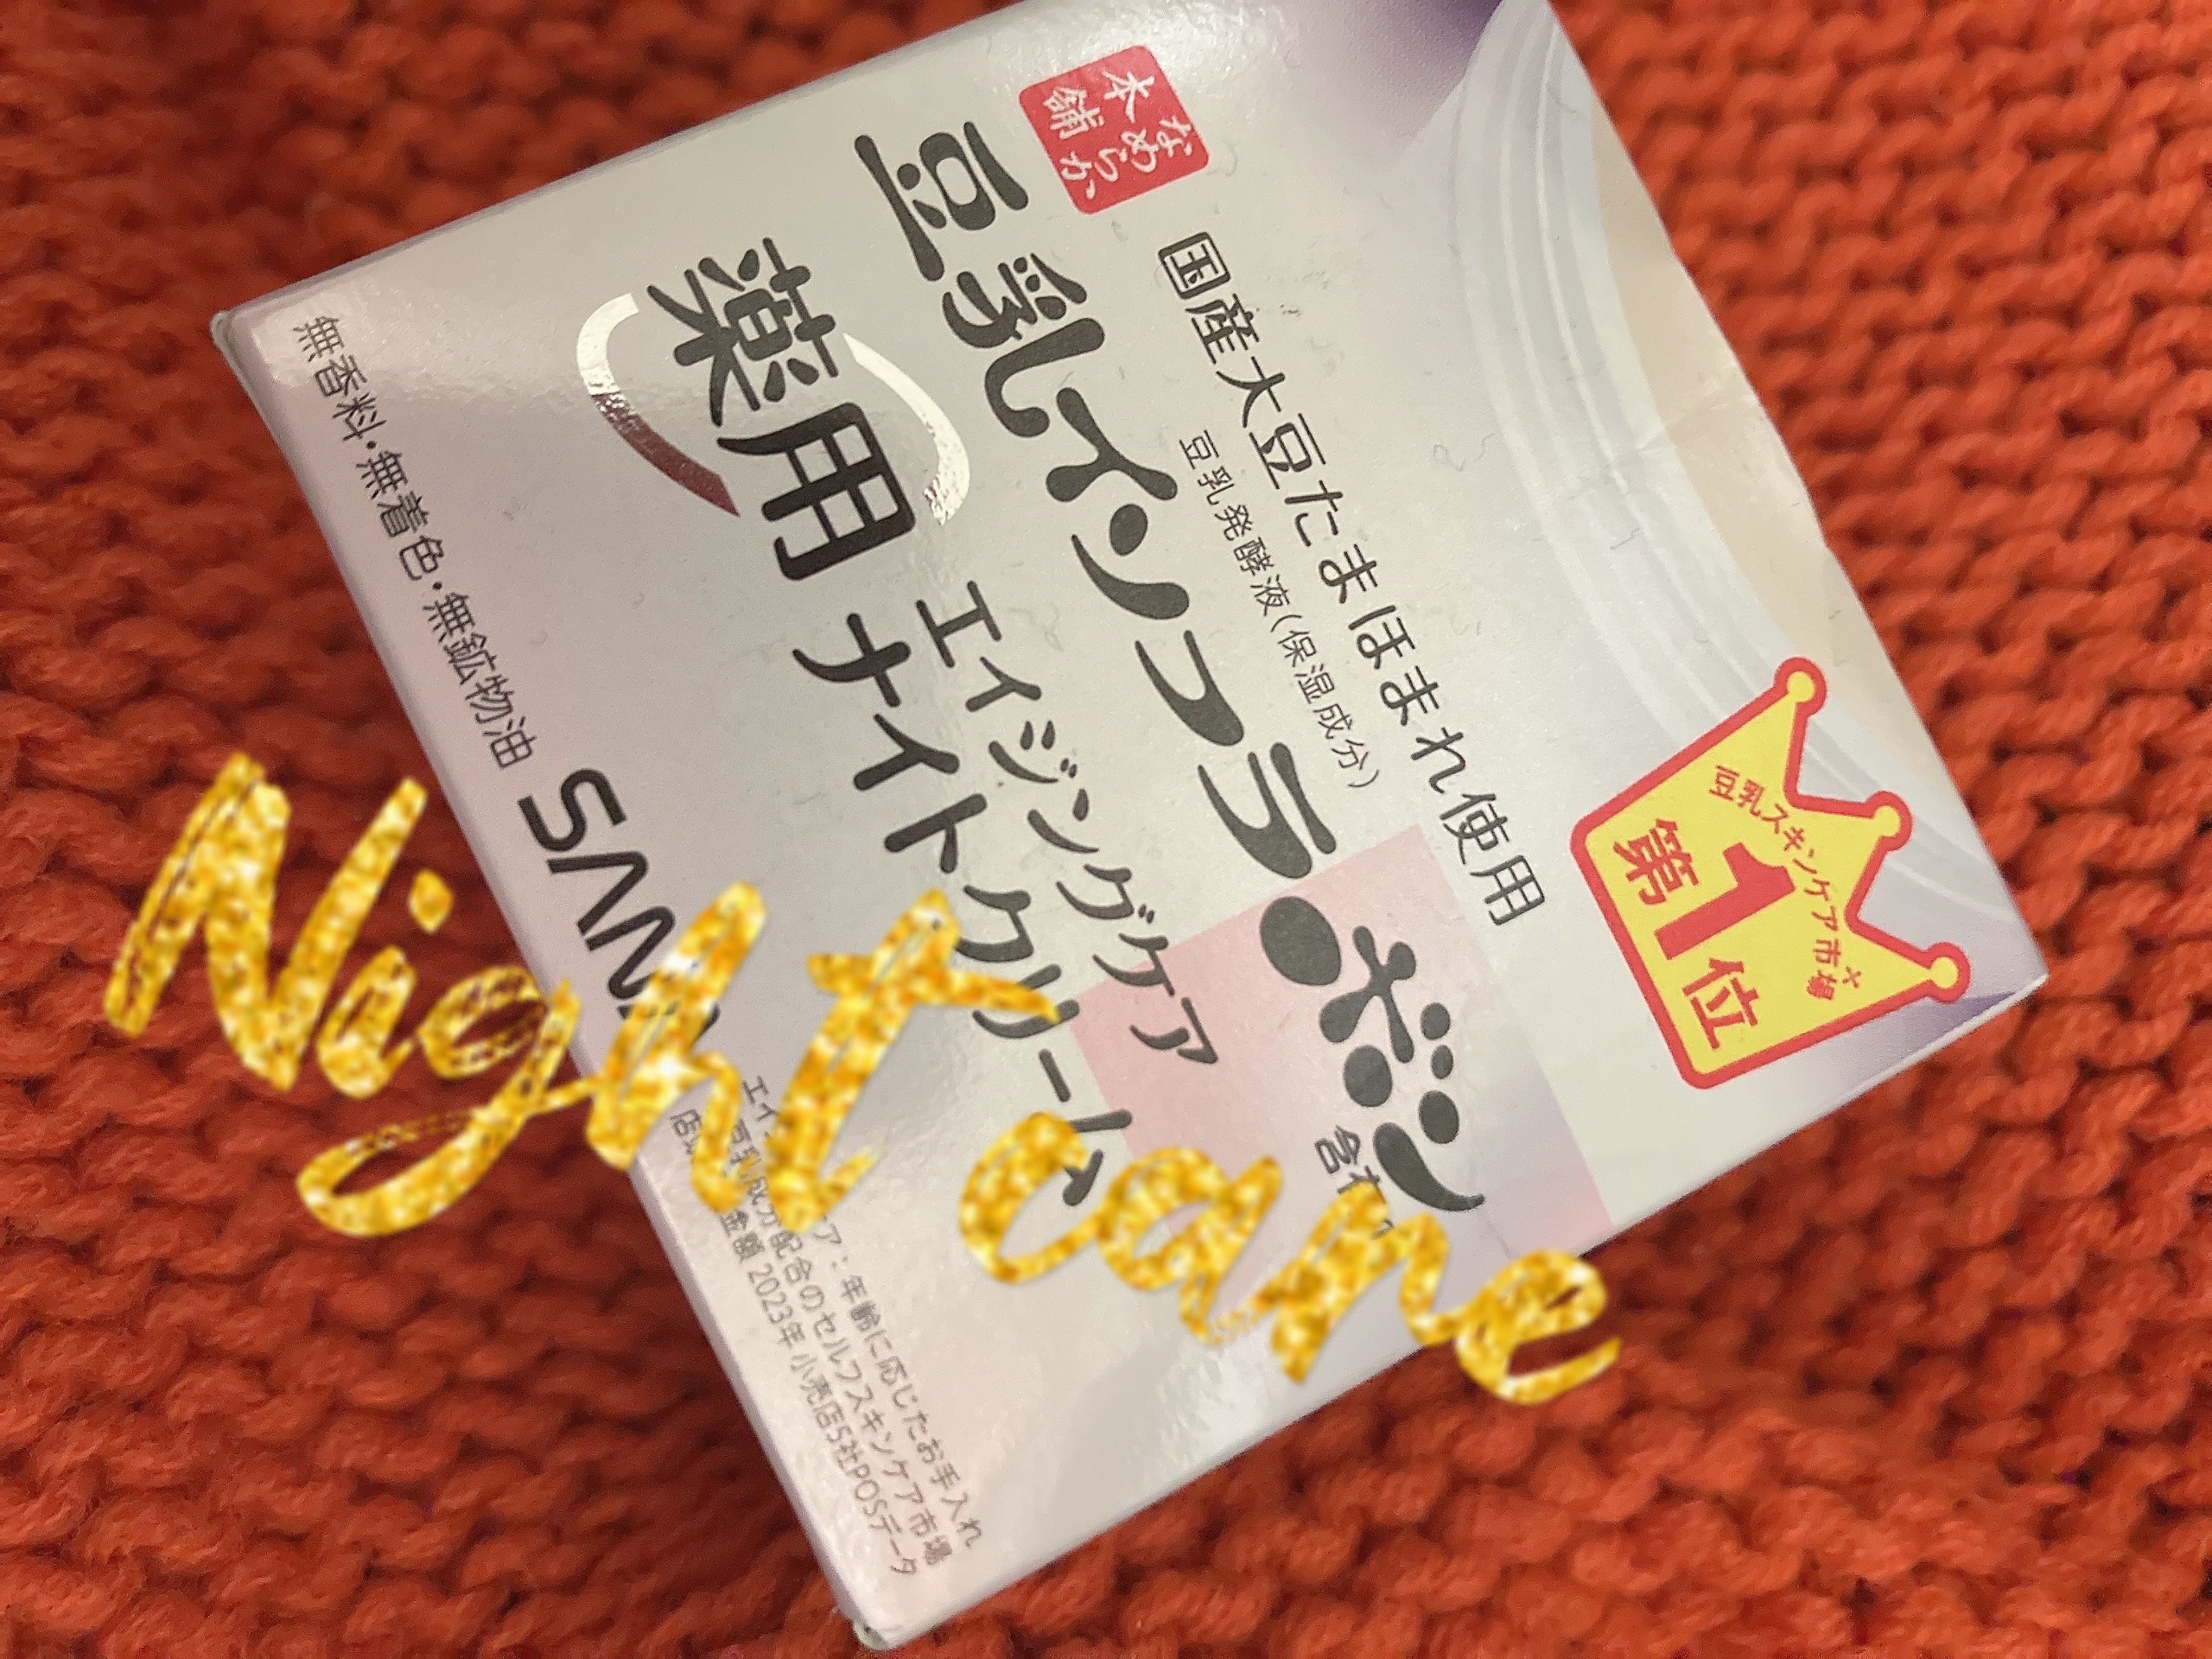 なめらか
本舗
国産大豆たまほまれ使用
豆乳発酵液(保湿成分)
豆乳イソフラボン
エイジングケア
薬用ナイトクリーム
無香料・無着色・無鉱物油
豆乳スキンケア市場※
第1位
：年齢に応じたお手入れ
配合のセルフスキンケア市場
金額 2023年 小売店5社POSデータ
Night care